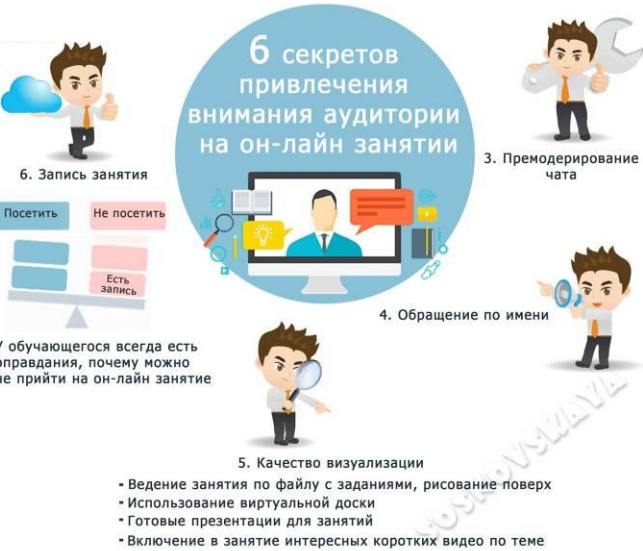 6 секретов
привлечения
внимания аудитории
на он-лайн занятии
3. Премодерирование
чата
4. Обращение по имени
5. Качество визуализации
- Ведение занятия по файлу с заданиями, рисование поверх
- Использование виртуальной доски
- Готовые презентации для занятий
- Включение в занятие интересных коротких видео по теме
6. Запись занятия
Посетить
Не посетить
Есть
запись
У обучающегося всегда есть
оправдания, почему можно
не прийти на он-лайн занятие
SOSNOVSKAYA